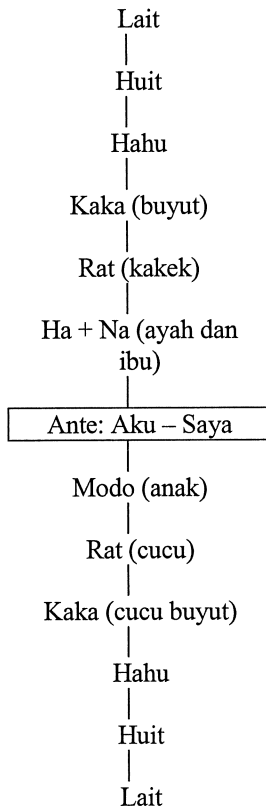 Lait
Huit
Hahu
Kaka (buyut)
Rat (kakek)
Ha + Na (ayah dan
ibu)
Ante: Aku – Saya
Modo (anak)
Rat (cucu)
Kaka (cucu buyut)
Hahu
Huit
Lait